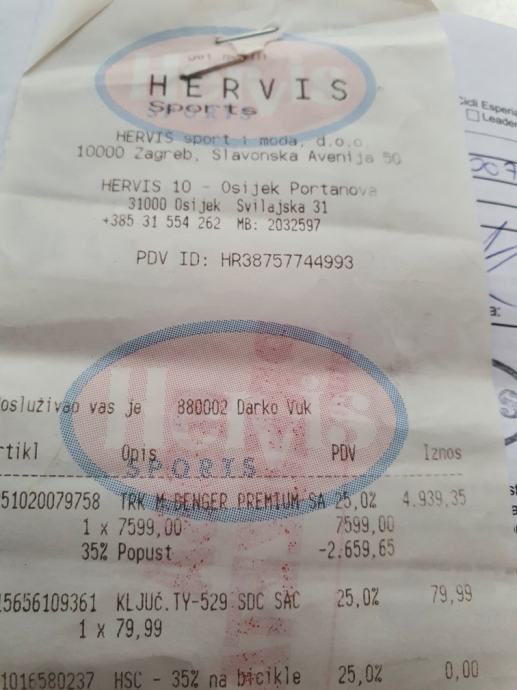 HERVIS
Sports
HERVIS sport i moda, d.o.o.
10000 Zagreb, Slavonska Avenija 50
HERVIS 10 - Osijek Portanova
31000 Osijek Svilajska 31
+385 31 554 262 MB: 2032597
PDV ID: HR38757744993
Hervis
osluživao vas je 880002 Darko Vuk
rtikl Opis PDV Iznos
SPORTS
51020079758 TRK M BENGER PREMIUM SA 25,0% 4.939,35
1 x 7599,00 7599,00
35% Popust -2.659,65
5656109361 KLJUČ.TY-529 SDC SAC 25,0% 79,99
1 x 79,99
1016580237 HSC - 35% na bicikle 25,0% 0,00